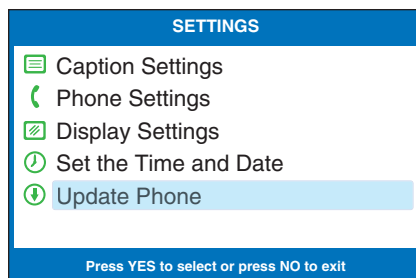 SETTINGS
Caption Settings
Phone Settings
Display Settings
Set the Time and Date
Update Phone
Press YES to select or press NO to exit